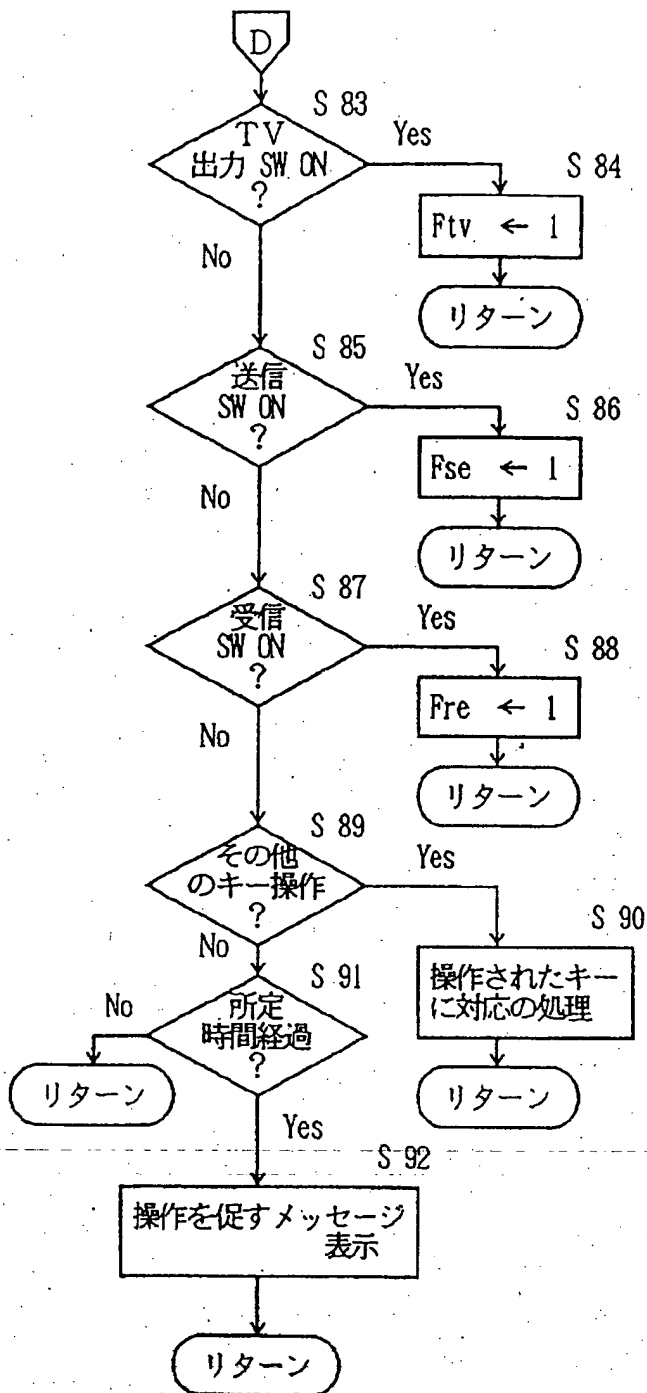 D
S 83
TV
出力 SW ON
?
Yes
S 84
Ftv ← 1
リターン
No
S 85
送信
SW ON
?
Yes
S 86
Fse ← 1
リターン
No
S 87
受信
SW ON
?
Yes
S 88
Fre ← 1
リターン
No
S 89
その他
のキー操作
?
Yes
S 90
操作されたキー
に対応の処理
リターン
No
S 91
所定
時間経過
?
No
リターン
Yes
S 92
操作を促すメッセージ
表示
リターン